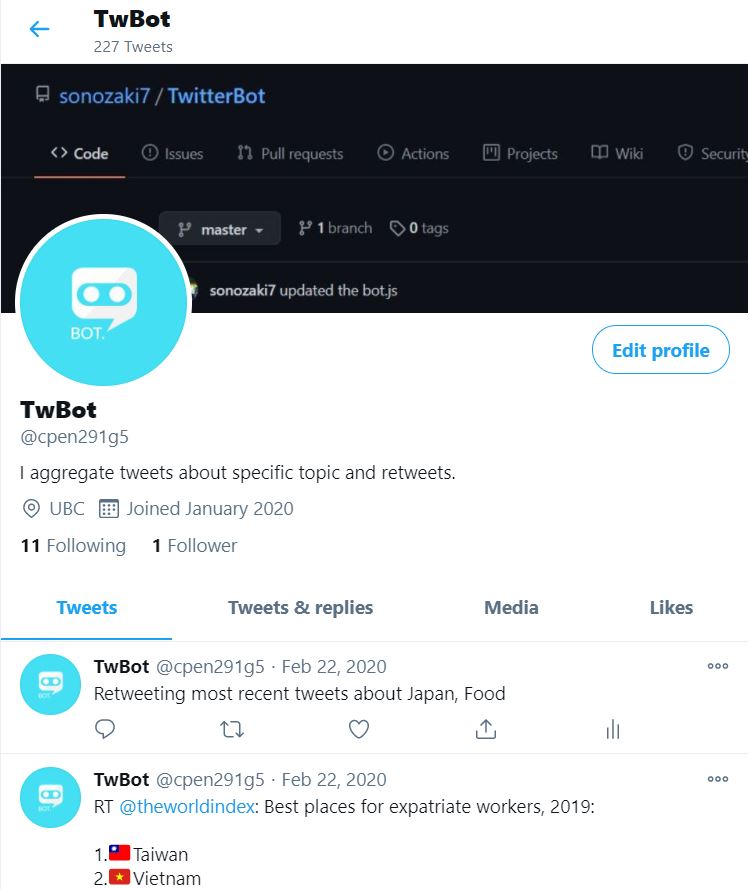 TwBot
227 Tweets
sonozaki7 / TwitterBot
<> Code Issues Pull requests Actions Projects Wiki Security
master 1 branch 0 tags
sonozaki7 updated the bot.js
BOT.
Edit profile
TwBot
@cpen291g5
I aggregate tweets about specific topic and retweets.
UBC Joined January 2020
11 Following 1 Follower
Tweets Tweets & replies Media Likes
TwBot @cpen291g5 · Feb 22, 2020
BOT.
Retweeting most recent tweets about Japan, Food
TwBot @cpen291g5 · Feb 22, 2020
BOT.
RT @theworldindex: Best places for expatriate workers, 2019:
1.🇹🇼Taiwan
2.🇻🇳Vietnam